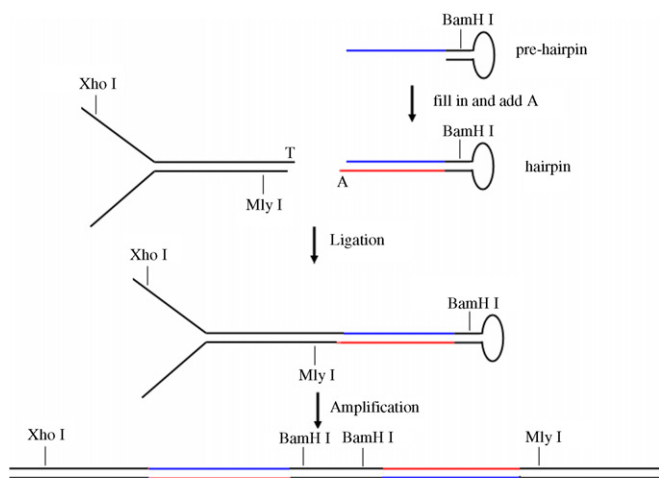 BamH I
pre-hairpin
Xho I
fill in and add A
BamH I
T
hairpin
A
Mly I
Ligation
Xho I
BamH I
Mly I
Amplification
Xho I
BamH I BamH I
Mly I